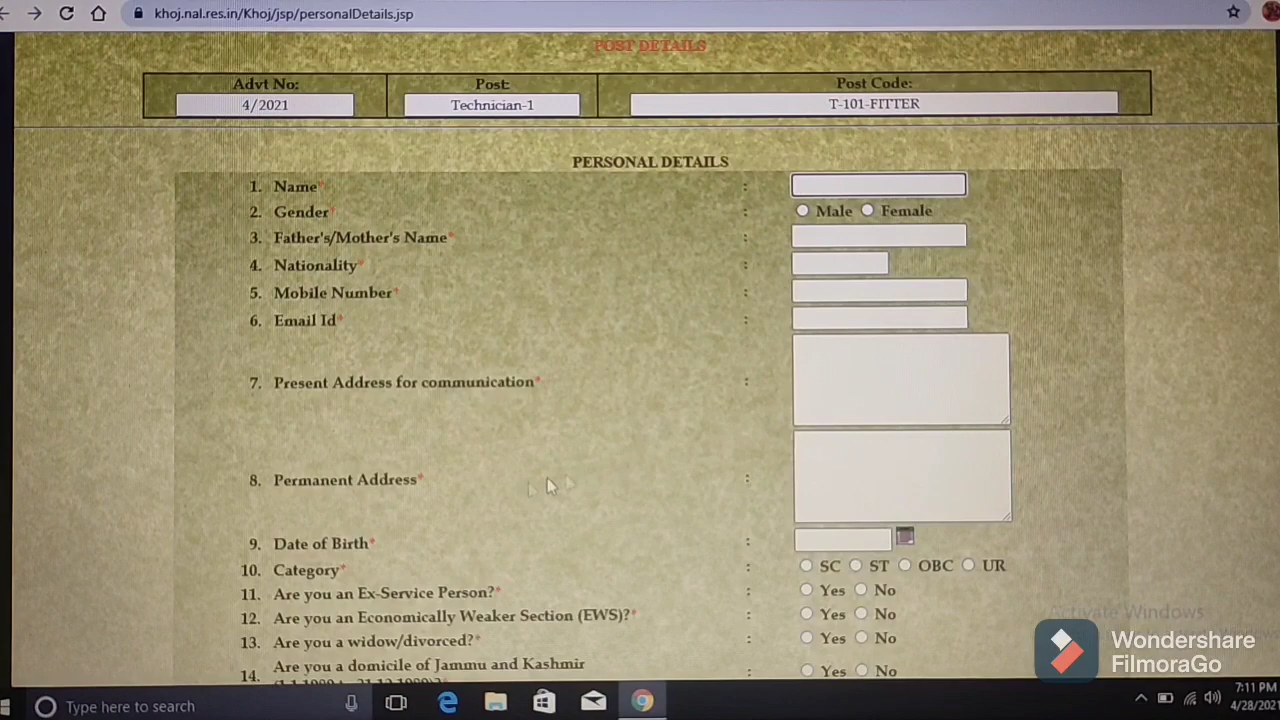 khoj.nal.res.in/Khoj/jsp/personalDetails.jsp
POST DETAILS
Advt No: Post: Post Code:
4/2021 Technician-1 T-101-FITTER
PERSONAL DETAILS
1. Name* :
2. Gender* : Male Female
3. Father's/Mother's Name* :
4. Nationality* :
5. Mobile Number* :
6. Email Id* :
7. Present Address for communication* :
8. Permanent Address* :
9. Date of Birth* :
10. Category* : SC ST OBC UR
11. Are you an Ex-Service Person?* : Yes No
12. Are you an Economically Weaker Section (EWS)?* : Yes No
13. Are you a widow/divorced?* : Yes No
14. Are you a domicile of Jammu and Kashmir : Yes No
Activate Windows
Wondershare
FilmoraGo
Type here to search
7:11 PM
4/28/202